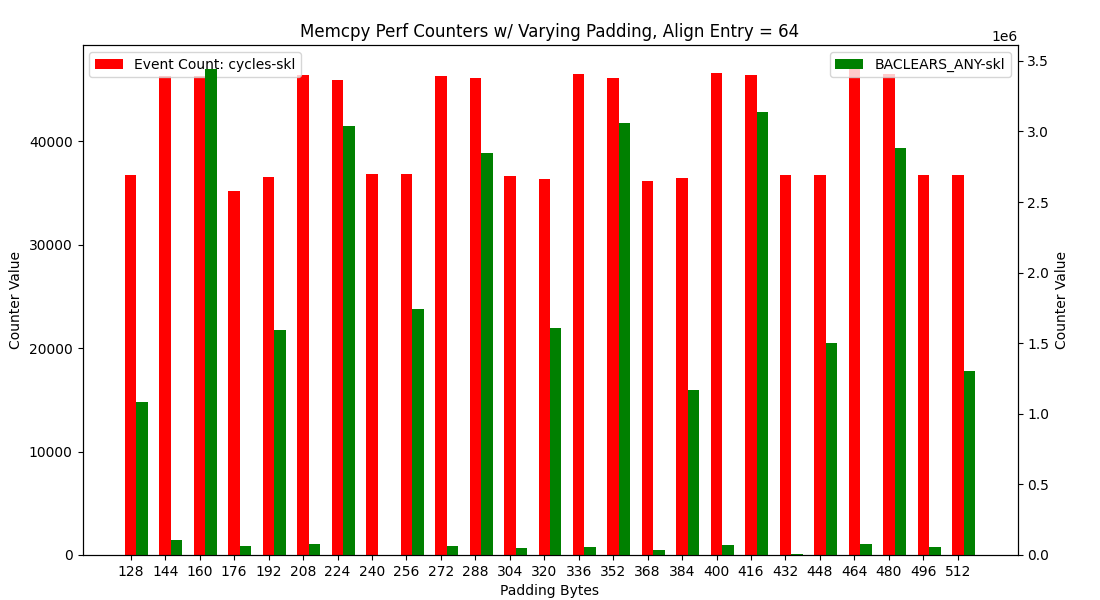 Memcpy Perf Counters w/ Varying Padding, Align Entry = 64
1e6
Event Count: cycles-skl
BACLEARS_ANY-skl
40000
30000
20000
10000
0
Counter Value
3.5
3.0
2.5
2.0
1.5
1.0
0.5
0.0
Counter Value
128 144 160 176 192 208 224 240 256 272 288 304 320 336 352 368 384 400 416 432 448 464 480 496 512
Padding Bytes